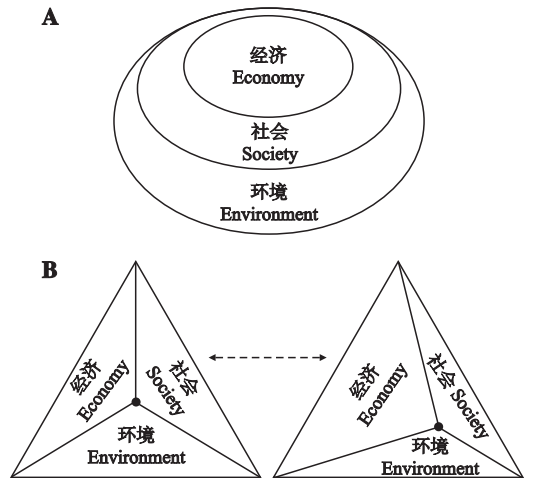 A
经济
Economy
社会
Society
环境
Environment
B
经济
Economy
社会
Society
环境
Environment
经济
Economy
社会 Society
环境
Environment